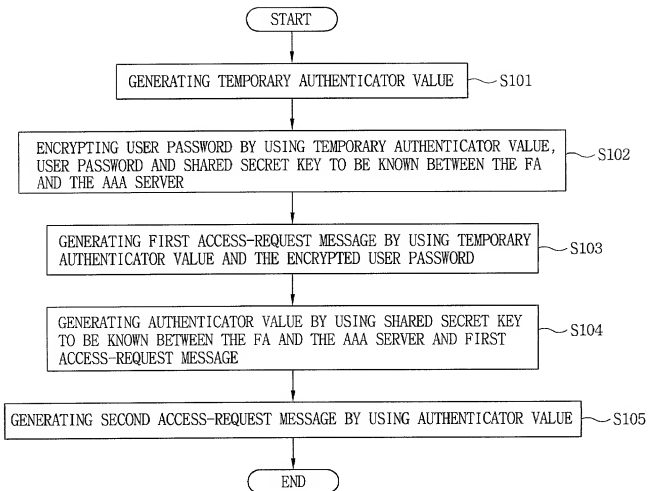 START
GENERATING TEMPORARY AUTHENTICATOR VALUE
S101
ENCRYPTING USER PASSWORD BY USING TEMPORARY AUTHENTICATOR VALUE,
USER PASSWORD AND SHARED SECRET KEY TO BE KNOWN BETWEEN THE FA
AND THE AAA SERVER
S102
GENERATING FIRST ACCESS-REQUEST MESSAGE BY USING TEMPORARY
AUTHENTICATOR VALUE AND THE ENCRYPTED USER PASSWORD
S103
GENERATING AUTHENTICATOR VALUE BY USING SHARED SECRET KEY
TO BE KNOWN BETWEEN THE FA AND THE AAA SERVER AND FIRST
ACCESS-REQUEST MESSAGE
S104
GENERATING SECOND ACCESS-REQUEST MESSAGE BY USING AUTHENTICATOR VALUE
S105
END